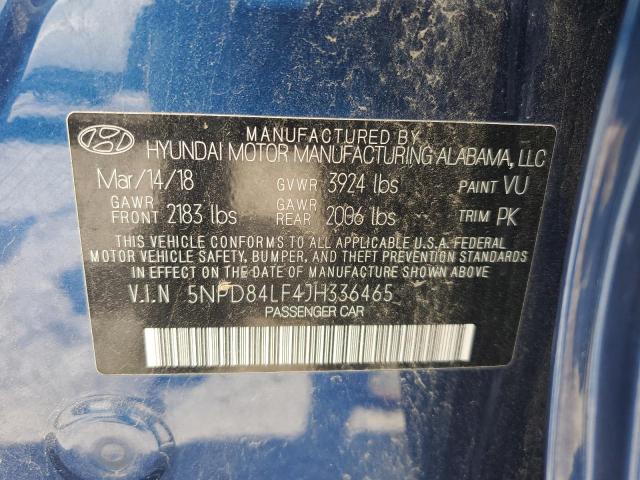 MANUFACTURED BY
HYUNDAI MOTOR MANUFACTURING ALABAMA, LLC
Mar/14/18 GVWR 3924 lbs PAINT VU
GAWR FRONT 2183 lbs GAWR REAR 2006 lbs TRIM PK
THIS VEHICLE CONFORMS TO ALL APPLICABLE U.S.A. FEDERAL
MOTOR VEHICLE SAFETY, BUMPER, AND THEFT PREVENTION STANDARDS
IN EFFECT ON THE DATE OF MANUFACTURE SHOWN ABOVE
V.I.N 5NPD84LF4JH336465
PASSENGER CAR